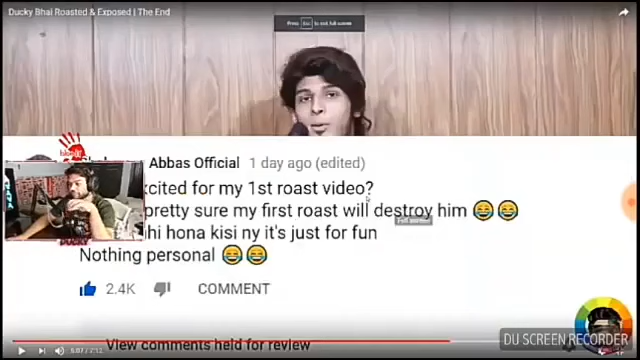 Ducky Bhai Roasted & Exposed | The End
Press Esc to exit full screen
Abbas Official 1 day ago (edited)
xcited for my 1st roast video?
pretty sure my first roast will destroy him 😂😂
hi hona kisi ny it's just for fun
Nothing personal 😂😂
2.4K COMMENT
DUCKY
View comments held for review
DU SCREEN RECORDER